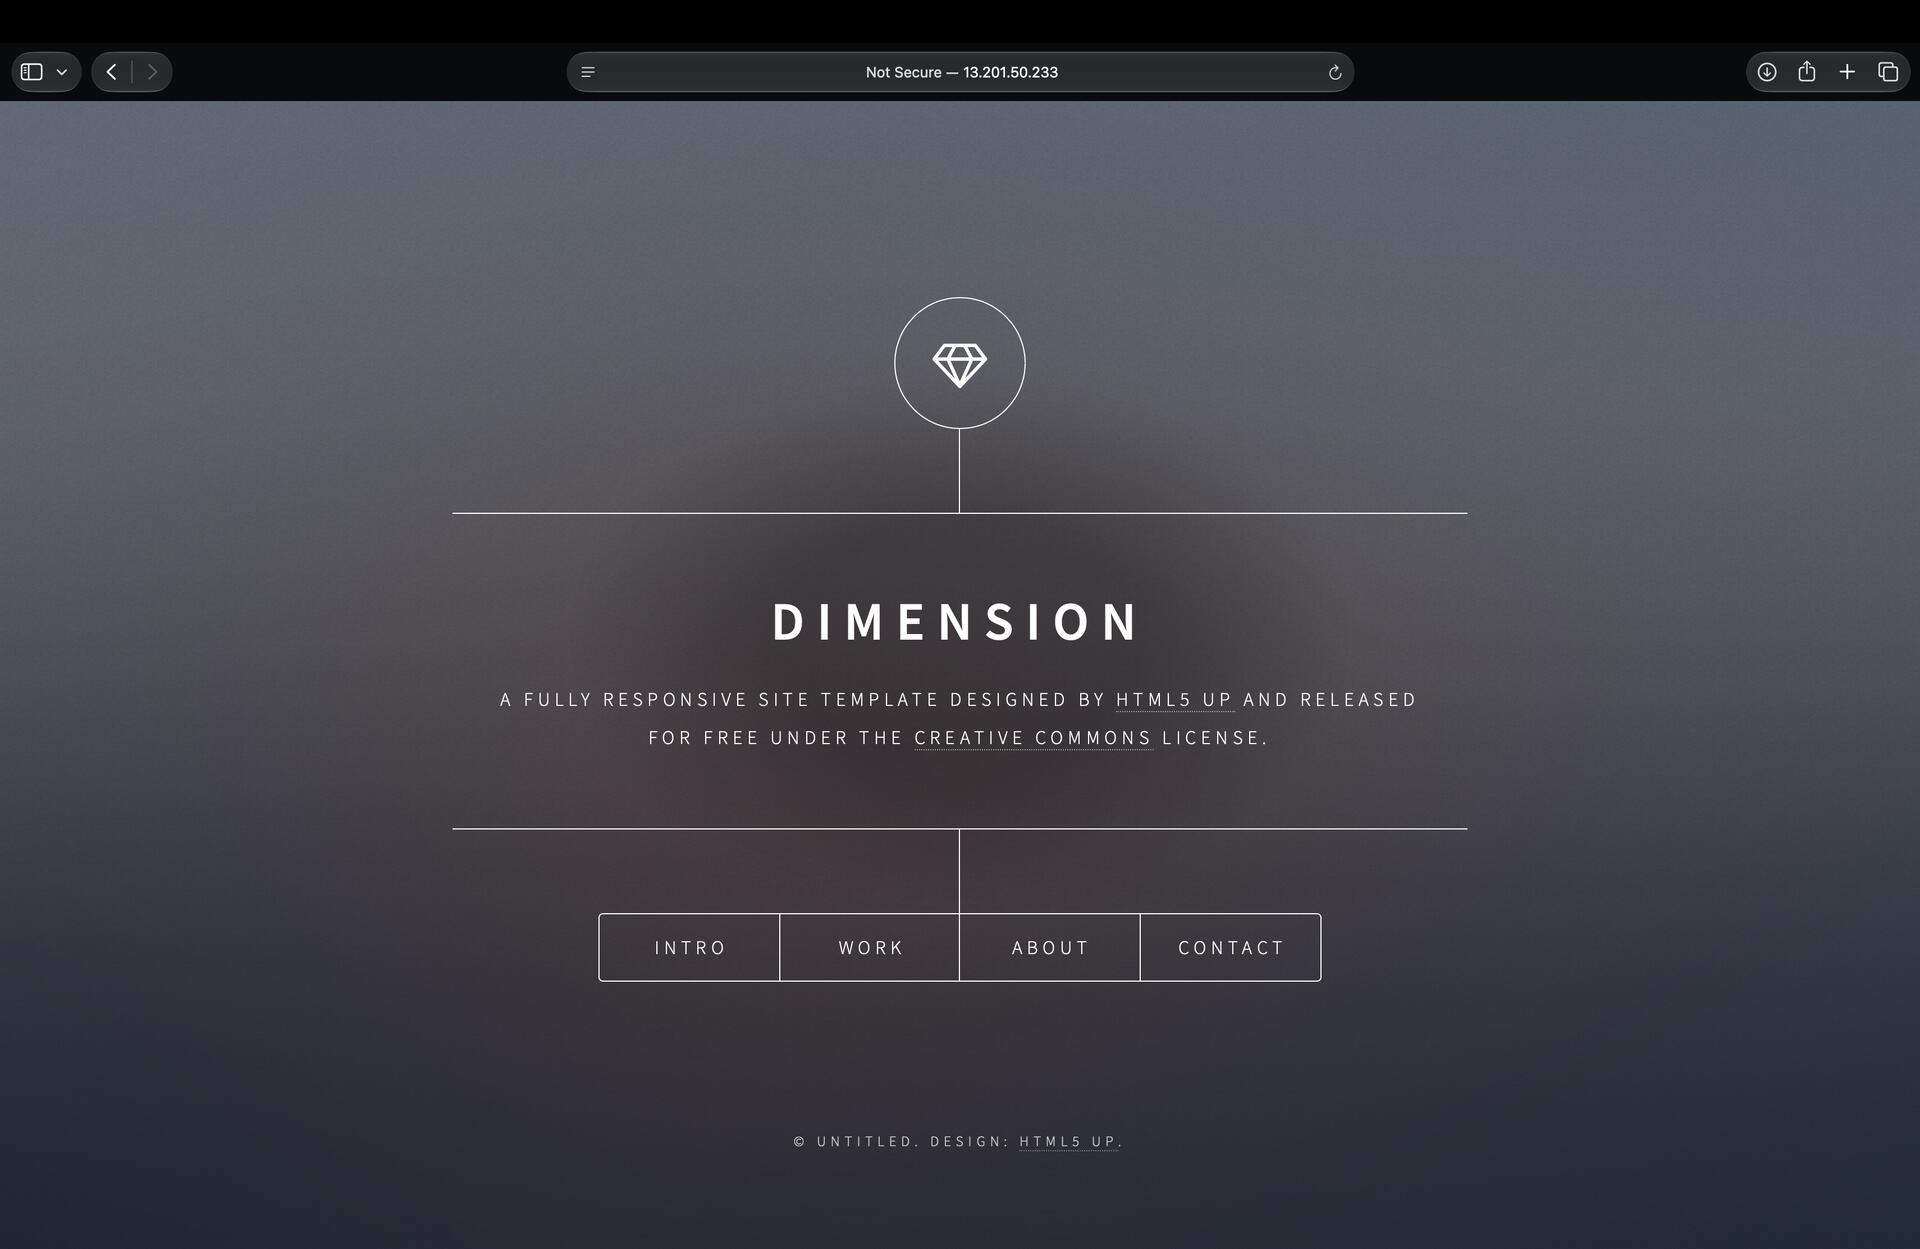 Not Secure — 13.201.50.233
DIMENSION
A FULLY RESPONSIVE SITE TEMPLATE DESIGNED BY HTML5 UP AND RELEASED
FOR FREE UNDER THE CREATIVE COMMONS LICENSE.
INTRO WORK ABOUT CONTACT
© UNTITLED. DESIGN: HTML5 UP.